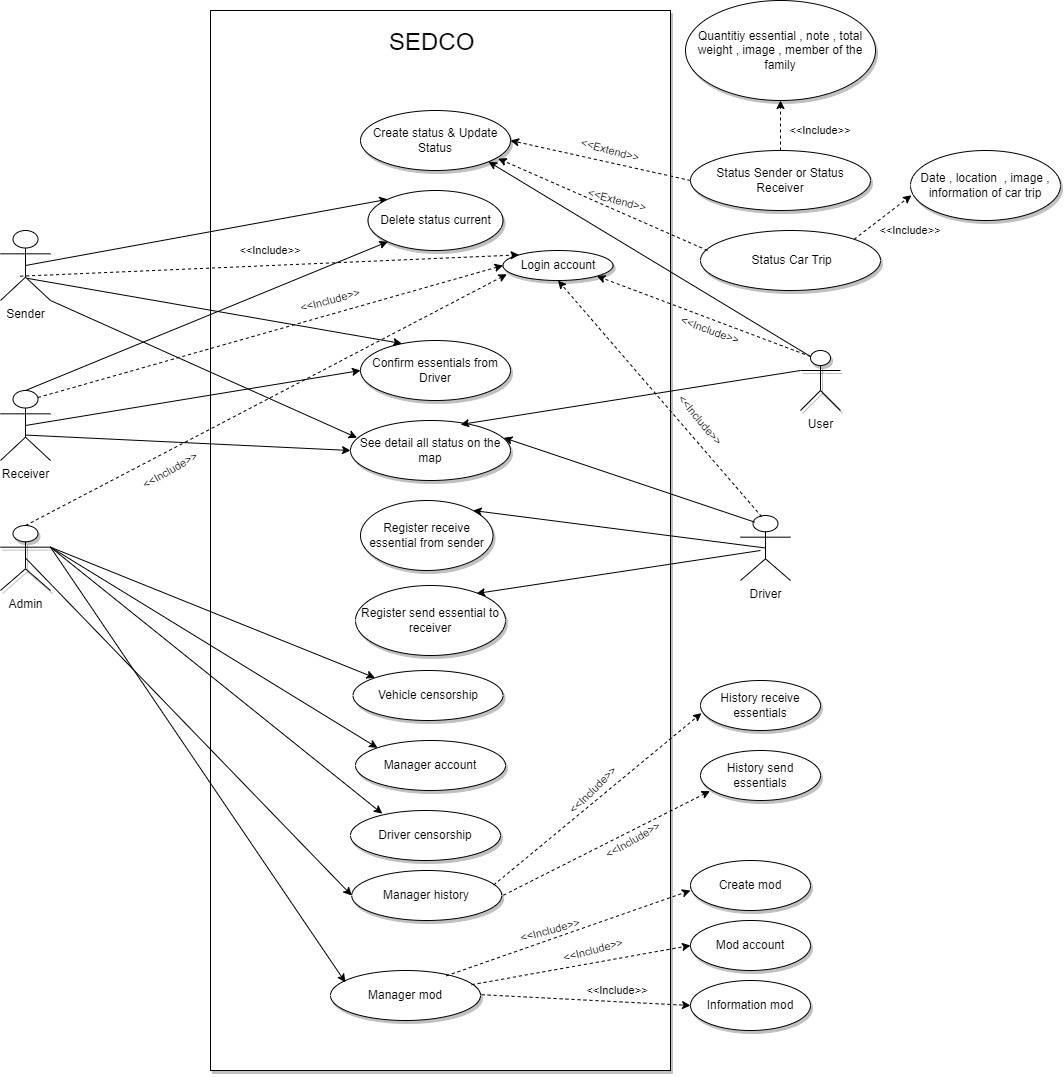 SEDCO
Quantitiy essential , note , total
weight , image , member of the
family
<<Include>>
Create status & Update
Status
<<Extend>>
Status Sender or Status
Receiver
Date , location , image ,
information of car trip
<<Extend>>
<<Include>>
Delete status current
Status Car Trip
<<Include>>
Login account
Sender
<<Include>>
<<Include>>
Confirm essentials from
Driver
User
<<Include>>
See detail all status on the
map
Receiver
<<Include>>
Register receive
essential from sender
Admin
Driver
Register send essential to
receiver
Vehicle censorship
History receive
essentials
Manager account
<<Include>>
History send
essentials
Driver censorship
<<Include>>
Manager history
Create mod
<<Include>>
<<Include>>
Mod account
Manager mod
<<Include>>
Information mod